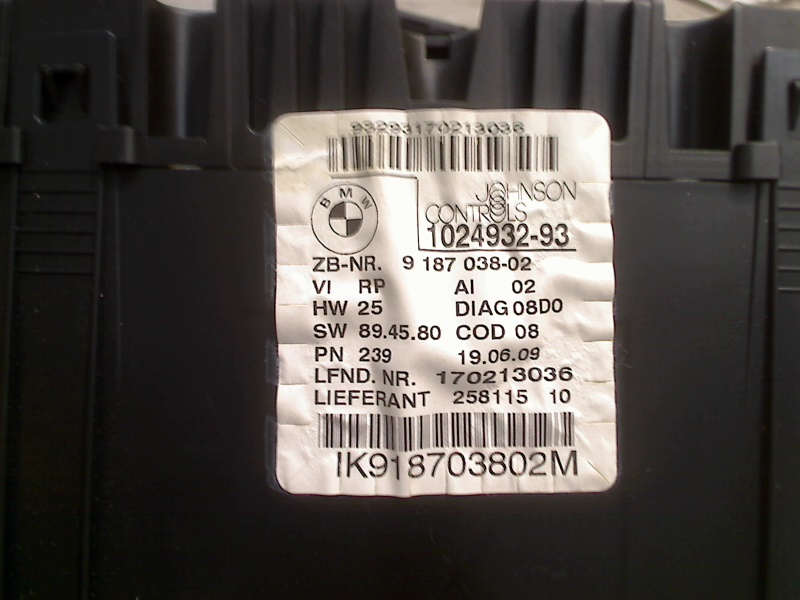 93293170213036
BMW
JOHNSON
CONTROLS
1024932-93
ZB-NR. 9 187 038-02
VI RP AI 02
HW 25 DIAG 08D0
SW 89.45.80 COD 08
PN 239 19.06.09
LFND. NR. 170213036
LIEFERANT 258115 10
IK918703802M